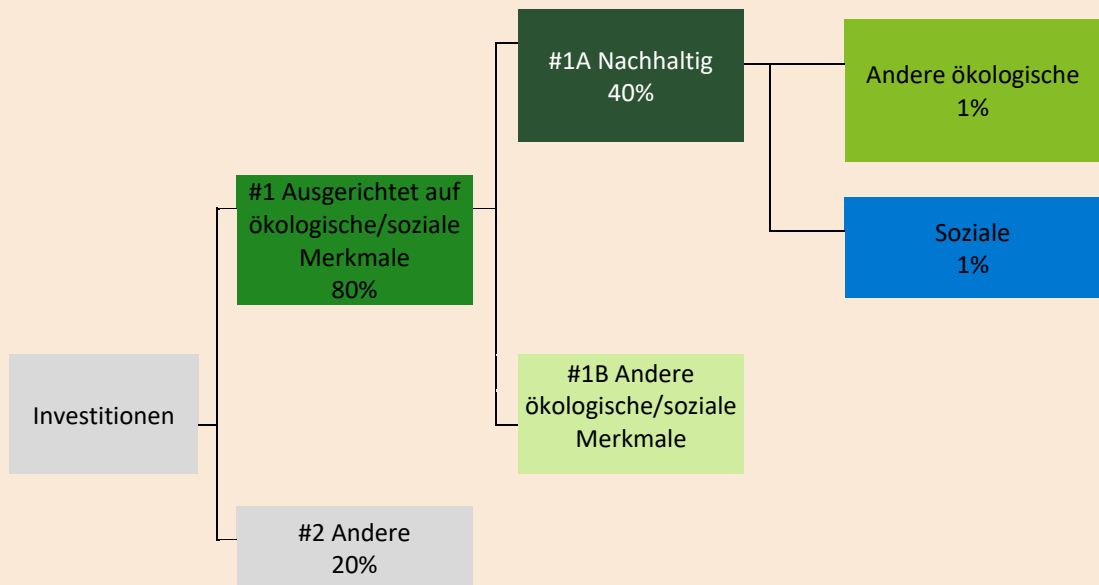 #1A Nachhaltig
40%
Andere ökologische
1%
#1 Ausgerichtet auf
ökologische/soziale
Merkmale
80%
Soziale
1%
Investitionen
#1B Andere
ökologische/soziale
Merkmale
#2 Andere
20%